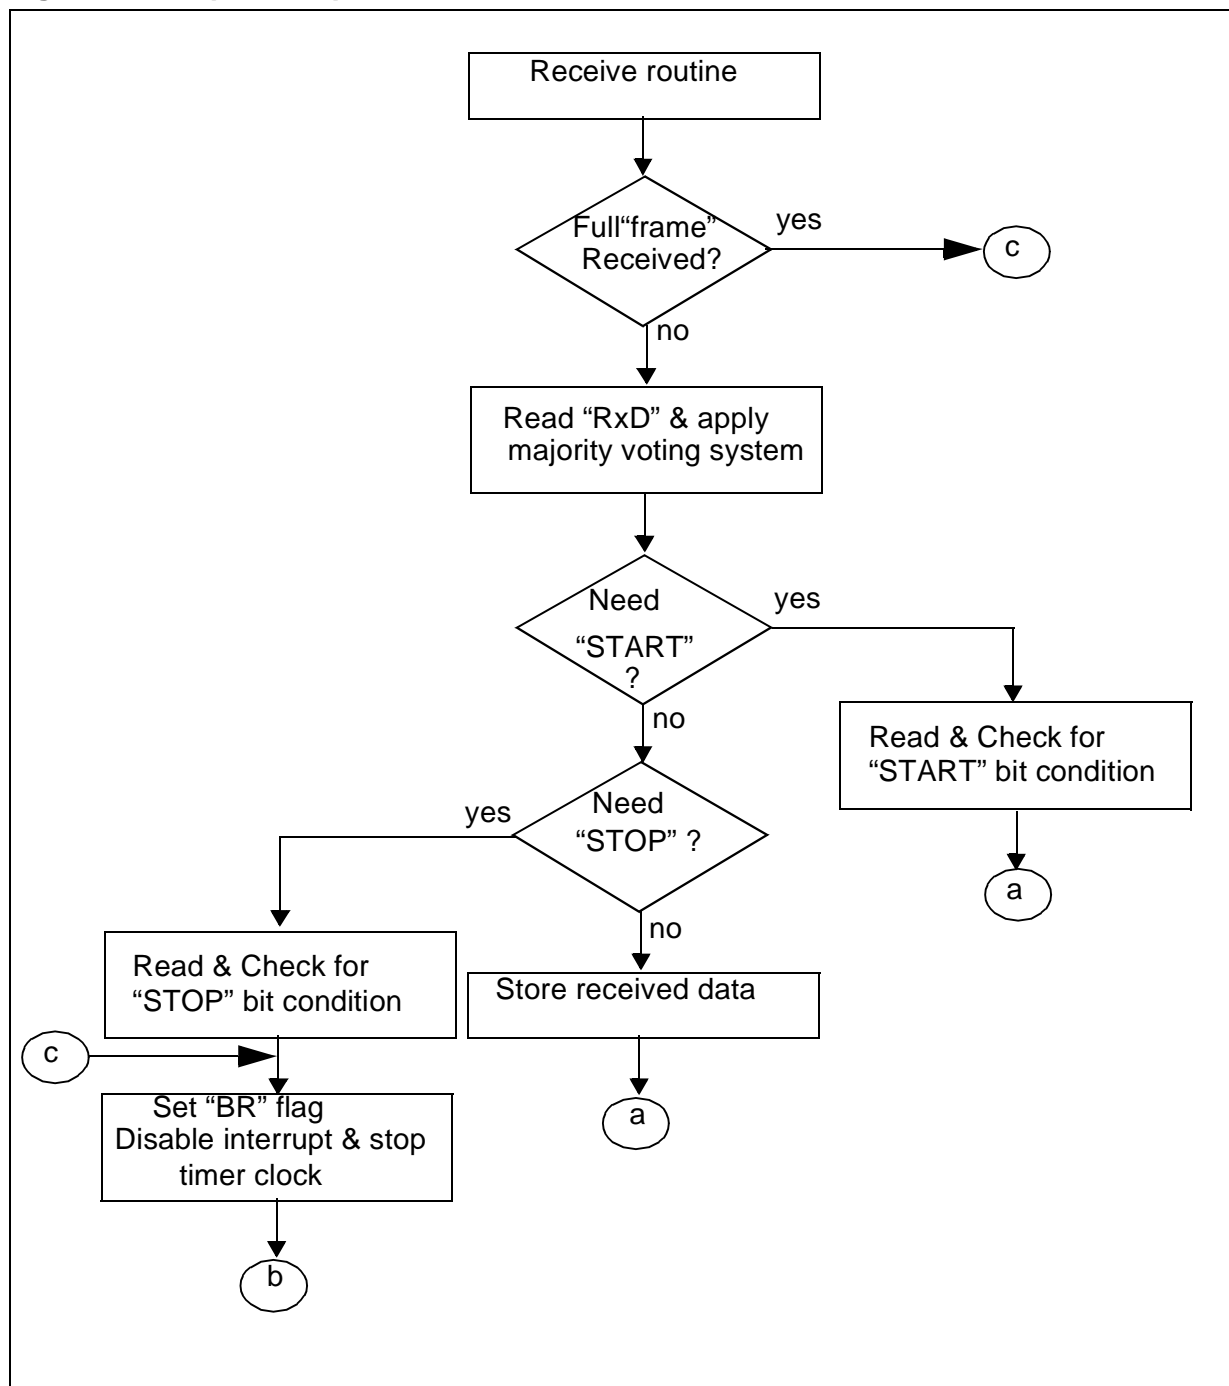 Receive routine
Full“frame”
Received?
yes
c
no
Read “RxD” & apply
majority voting system
Need
“START”
?
yes
no
Read & Check for
“START” bit condition
a
Need
“STOP” ?
yes
no
Read & Check for
“STOP” bit condition
Store received data
c
a
Set “BR” flag
Disable interrupt & stop
timer clock
b